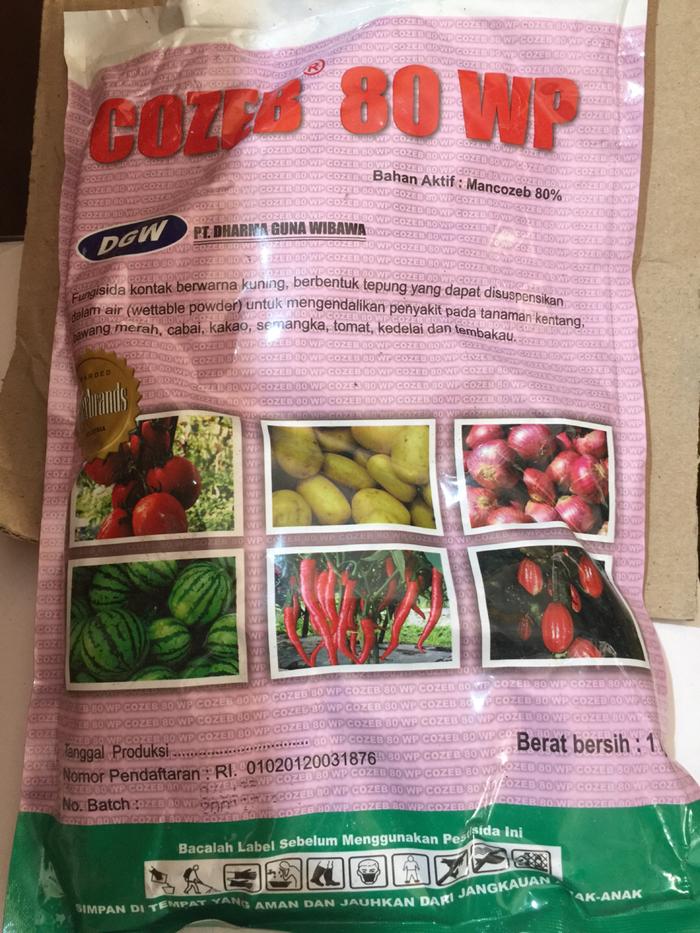 COZEB® 80 WP
Bahan Aktif : Mancozeb 80%
DGW PT. DHARMA GUNA WIBAWA
Fungisida kontak berwarna kuning, berbentuk tepung yang dapat disuspensikan
dalam air (wettable powder) untuk mengendalikan penyakit pada tanaman kentang,
bawang merah, cabai, kakao, semangka, tomat, kedelai dan tembakau.
Tanggal Produksi
Berat bersih : 1
Nomor Pendaftaran : RI. 01020120031876
No. Batch :
Bacalah Label Sebelum Menggunakan Pestisida Ini
SIMPAN DI TEMPAT YANG AMAN DAN JAUHKAN DARI JANGKAUAN ANAK-ANAK